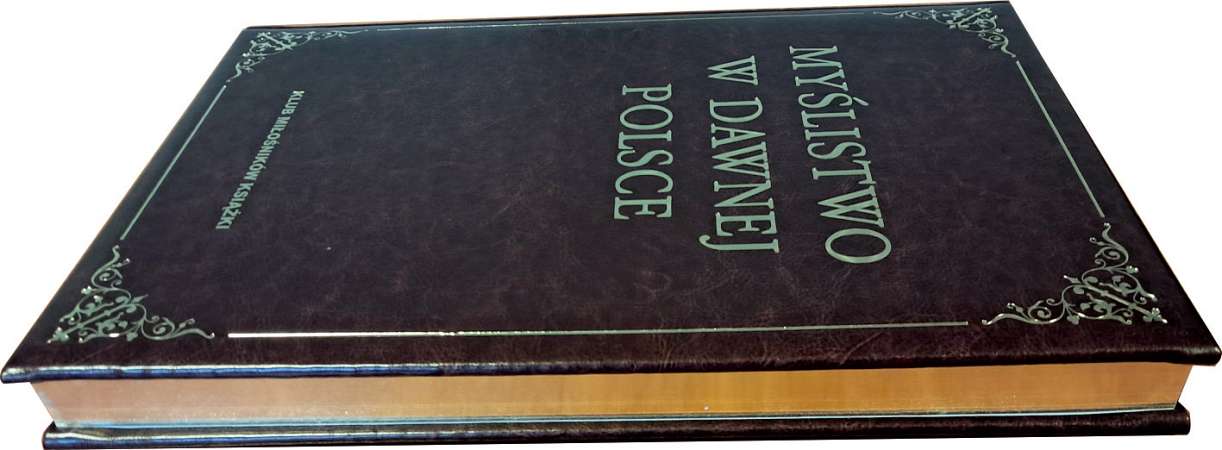 MYŚLISTWO
W DAWNEJ
POLSCE
KLUB MIŁOŚNIKÓW KSIĄŻKI